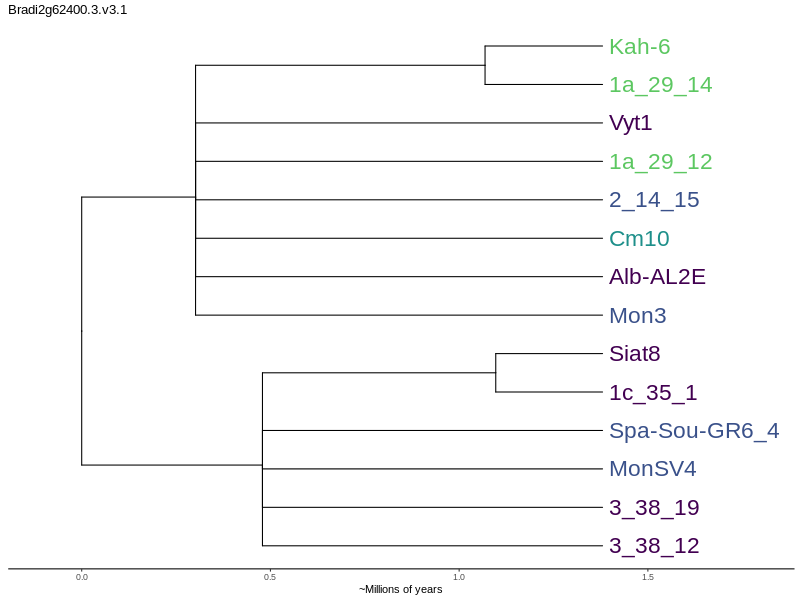 Bradi2g62400.3.v3.1
Kah-6
1a_29_14
Vyt1
1a_29_12
2_14_15
Cm10
Alb-AL2E
Mon3
Siat8
1c_35_1
Spa-Sou-GR6_4
MonSV4
3_38_19
3_38_12
0.0 0.5 1.0 1.5
~Millions of years